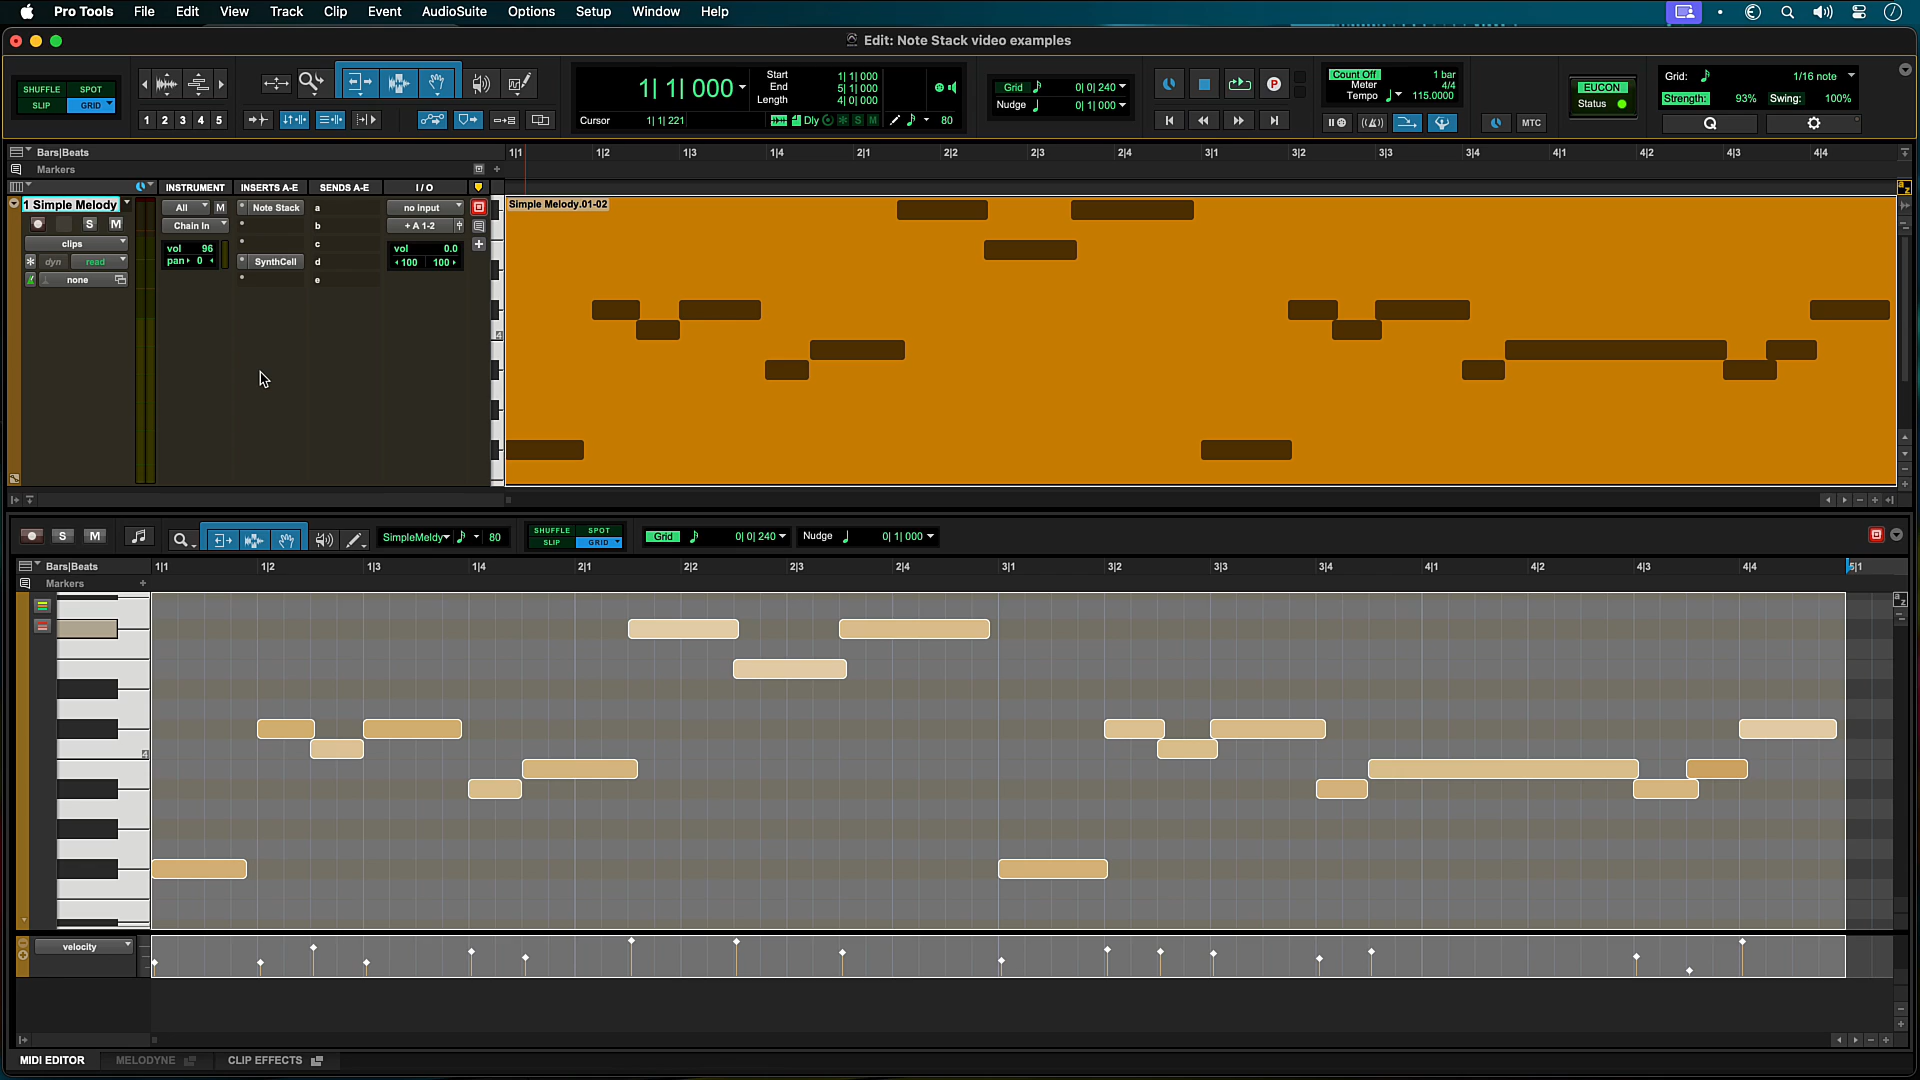 Pro Tools File Edit View Track Clip Event AudioSuite Options Setup Window Help
Edit: Note Stack video examples
SHUFFLE SPOT
SLIP GRID
1 2 3 4 5
1| 1| 000
Start 1| 1| 000
End 5| 1| 000
Length 4| 0| 000
Cursor 1| 1| 221
Dly S M 80
Grid 0| 0| 240
Nudge 0| 1| 000
P
Count Off 1 bar
Meter 4/4
Tempo 115.0000
MTC
EUCON
Status
Grid: 1/16 note
Strength: 93% Swing: 100%
Q
Bars|Beats 1|1 1|2 1|3 1|4 2|1 2|2 2|3 2|4 3|1 3|2 3|3 3|4 4|1 4|2 4|3 4|4
Markers
INSTRUMENT INSERTS A-E SENDS A-E I / O
1 Simple Melody All M Note Stack a no input Simple Melody.01-02
S M Chain In b + A 1-2
clips c
vol 96 vol 0.0
dyn read pan 0 SynthCell d 100 100
none e
4
S M SimpleMeldy 80 SHUFFLE SPOT
SLIP GRID
Grid 0| 0| 240 Nudge 0| 1| 000
Bars|Beats 1|1 1|2 1|3 1|4 2|1 2|2 2|3 2|4 3|1 3|2 3|3 3|4 4|1 4|2 4|3 4|4 5|1
Markers
a z
4
velocity
MIDI EDITOR MELODYNE CLIP EFFECTS